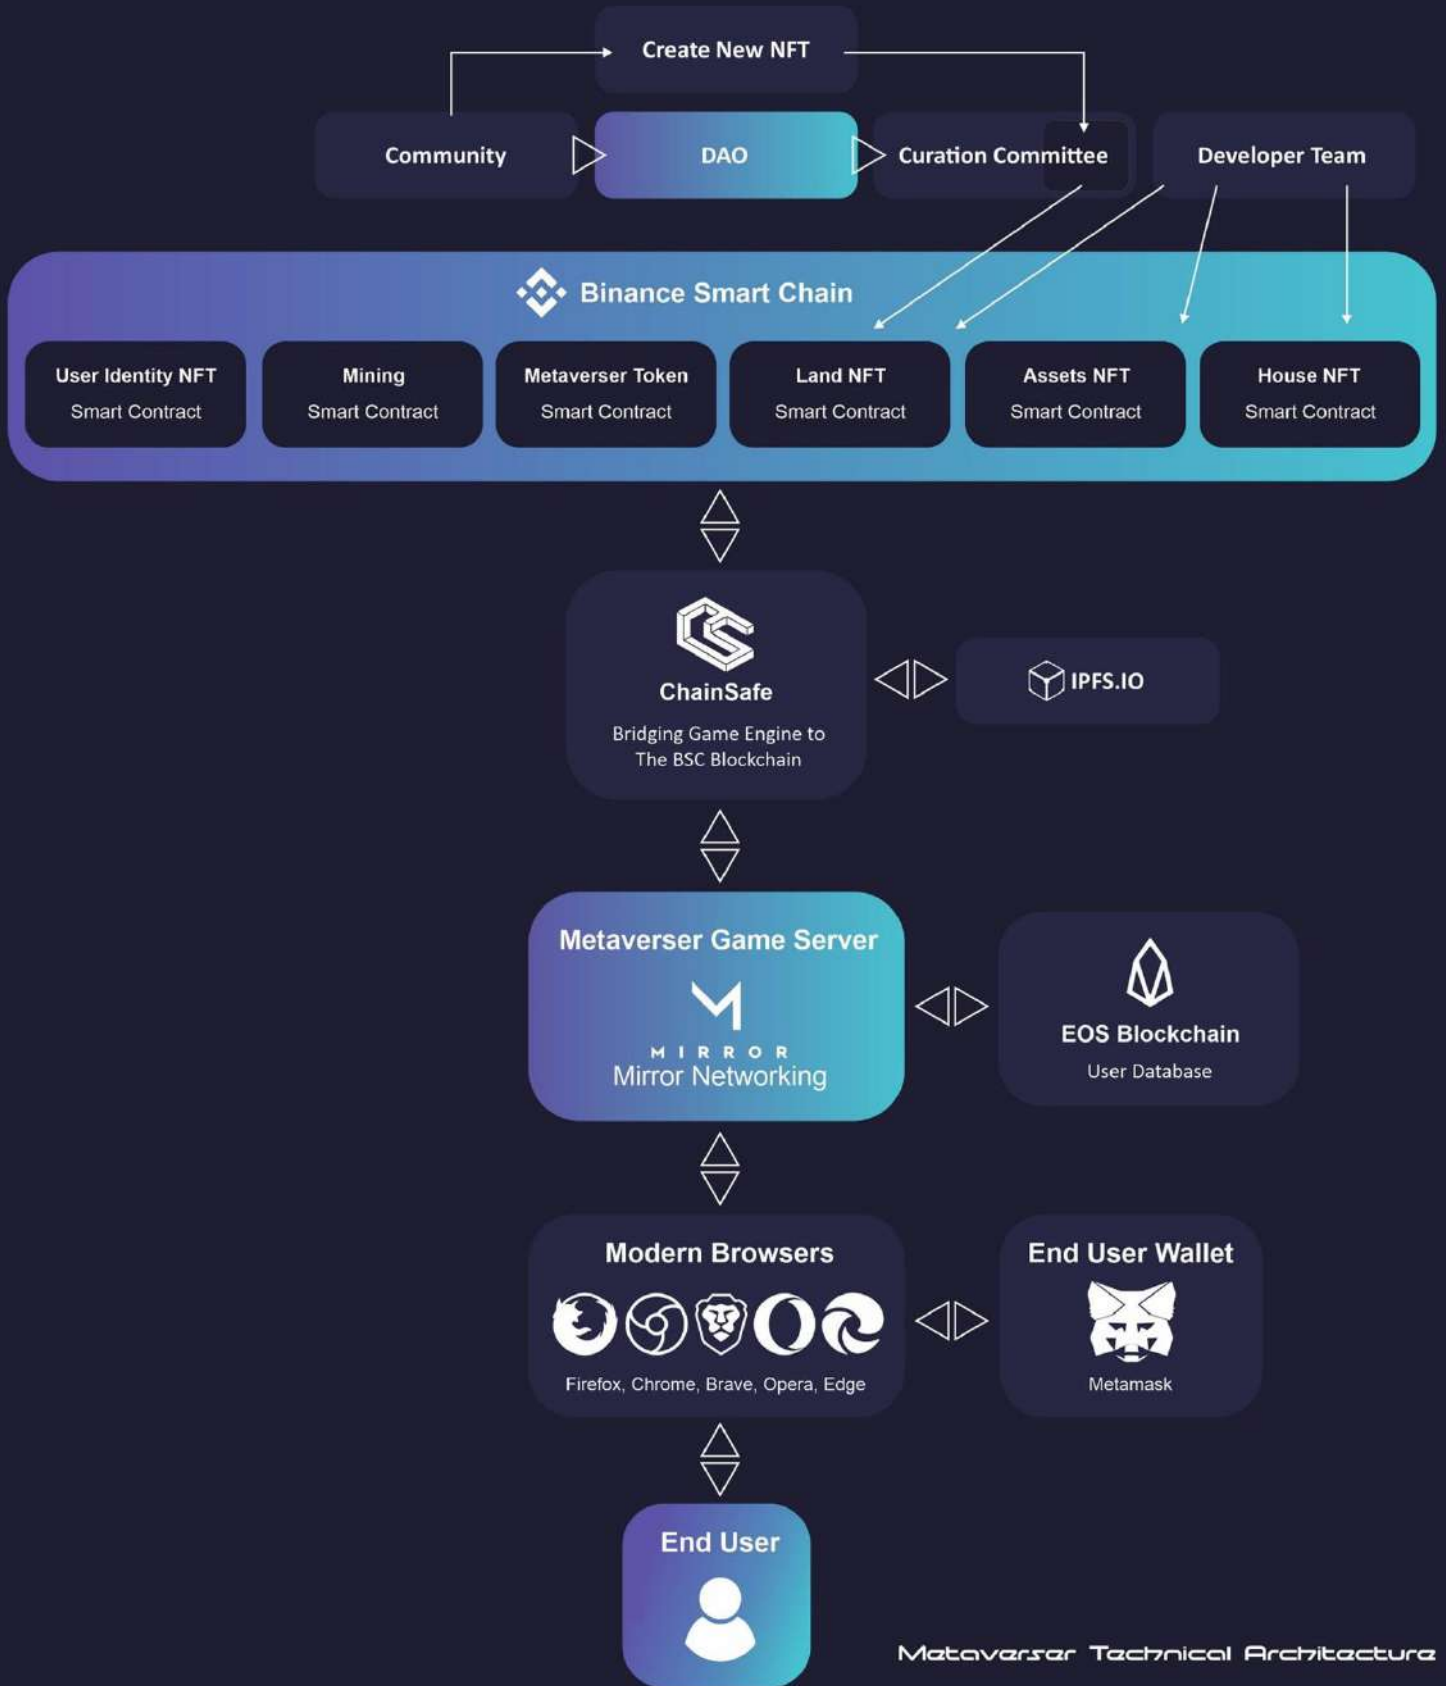 Create New NFT
Community
DAO
Curation Committee
Developer Team
Binance Smart Chain
User Identity NFT
Smart Contract
Mining
Smart Contract
Metaverser Token
Smart Contract
Land NFT
Smart Contract
Assets NFT
Smart Contract
House NFT
Smart Contract
ChainSafe
Bridging Game Engine to
The BSC Blockchain
IPFS.IO
Metaverser Game Server
MIRROR
Mirror Networking
EOS Blockchain
User Database
Modern Browsers
Firefox, Chrome, Brave, Opera, Edge
End User Wallet
Metamask
End User
Metaverser Technical Architecture